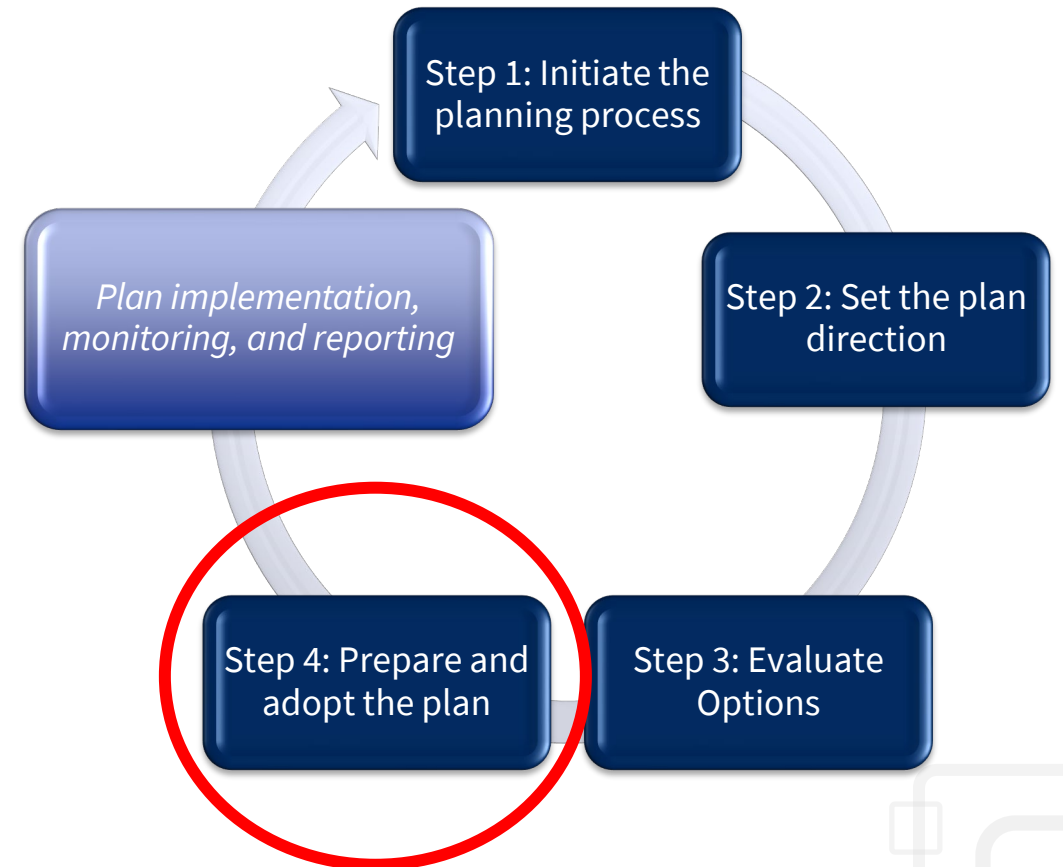 Step 1: Initiate the
planning process
Step 2: Set the plan
direction
Step 3: Evaluate
Options
Step 4: Prepare and
adopt the plan
Plan implementation,
monitoring, and reporting